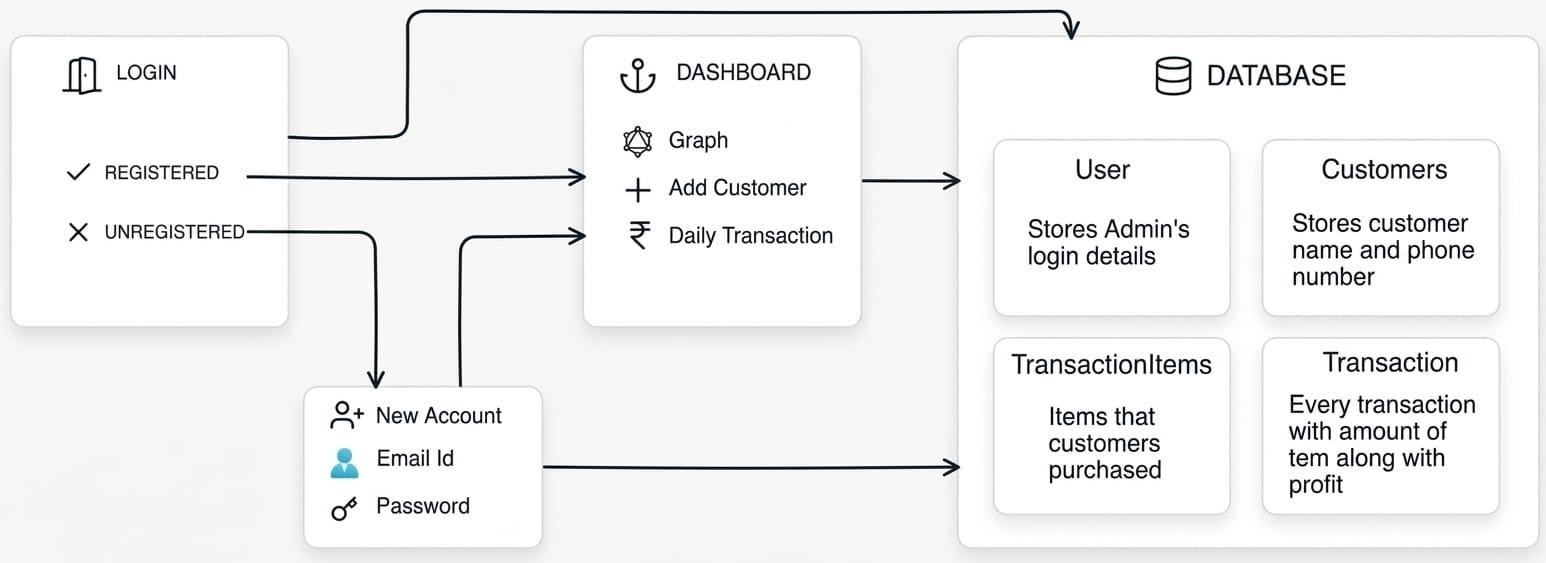 LOGIN
REGISTERED
UNREGISTERED
New Account
Email Id
Password
DASHBOARD
Graph
Add Customer
Daily Transaction
DATABASE
User
Stores Admin's
login details
Customers
Stores customer
name and phone
number
TransactionItems
Items that
customers
purchased
Transaction
Every transaction
with amount of
tem along with
profit